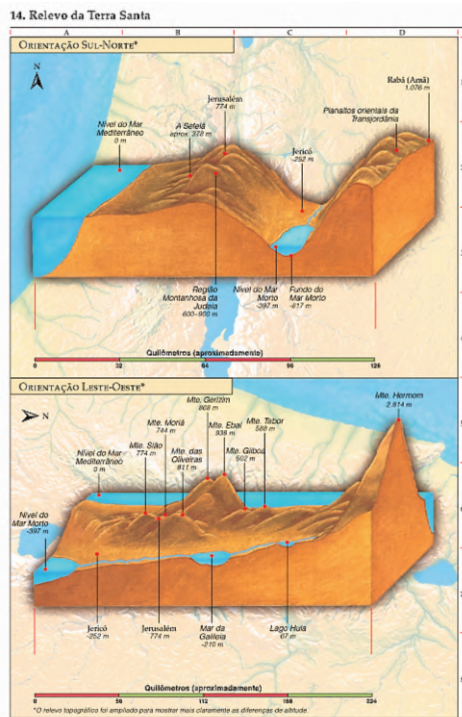 14. Relevo da Terra Santa
A B C D
ORIENTAÇÃO SUL-NORTE*
N
Rabá (Amã)
1.076 m
Jerusalém
774 m
Planaltos orientais da
Transjordânia
Nível do Mar
Mediterrâneo
0 m
A Sefelá
aprox. 378 m
Jericó
-252 m
Região
Montanhosa da
Judeia
600–900 m
Nível do Mar
Morto
-397 m
Fundo do
Mar Morto
-817 m
Quilômetros (aproximadamente)
0 32 64 96 128
ORIENTAÇÃO LESTE-OESTE*
N
Mte. Gerizim
868 m
Mte. Hermom
2.814 m
Mte. Moriá
744 m
Mte. Ebal
938 m
Mte. Tabor
588 m
Mte. Sião
774 m
Mte. das
Oliveiras
811 m
Mte. Gilboa
502 m
Nível do Mar
Mediterrâneo
0 m
Nível do
Mar Morto
-397 m
Jericó
-252 m
Jerusalém
774 m
Mar da
Galileia
-210 m
Lago Hula
67 m
Quilômetros (aproximadamente)
0 56 112 168 224
*O relevo topográfico foi ampliado para mostrar mais claramente as diferenças de altitude.